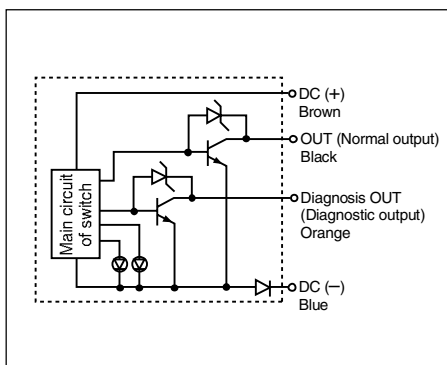 DC (+)
Brown
OUT (Normal output)
Black
Main circuit
of switch
Diagnosis OUT
(Diagnostic output)
Orange
DC (−)
Blue